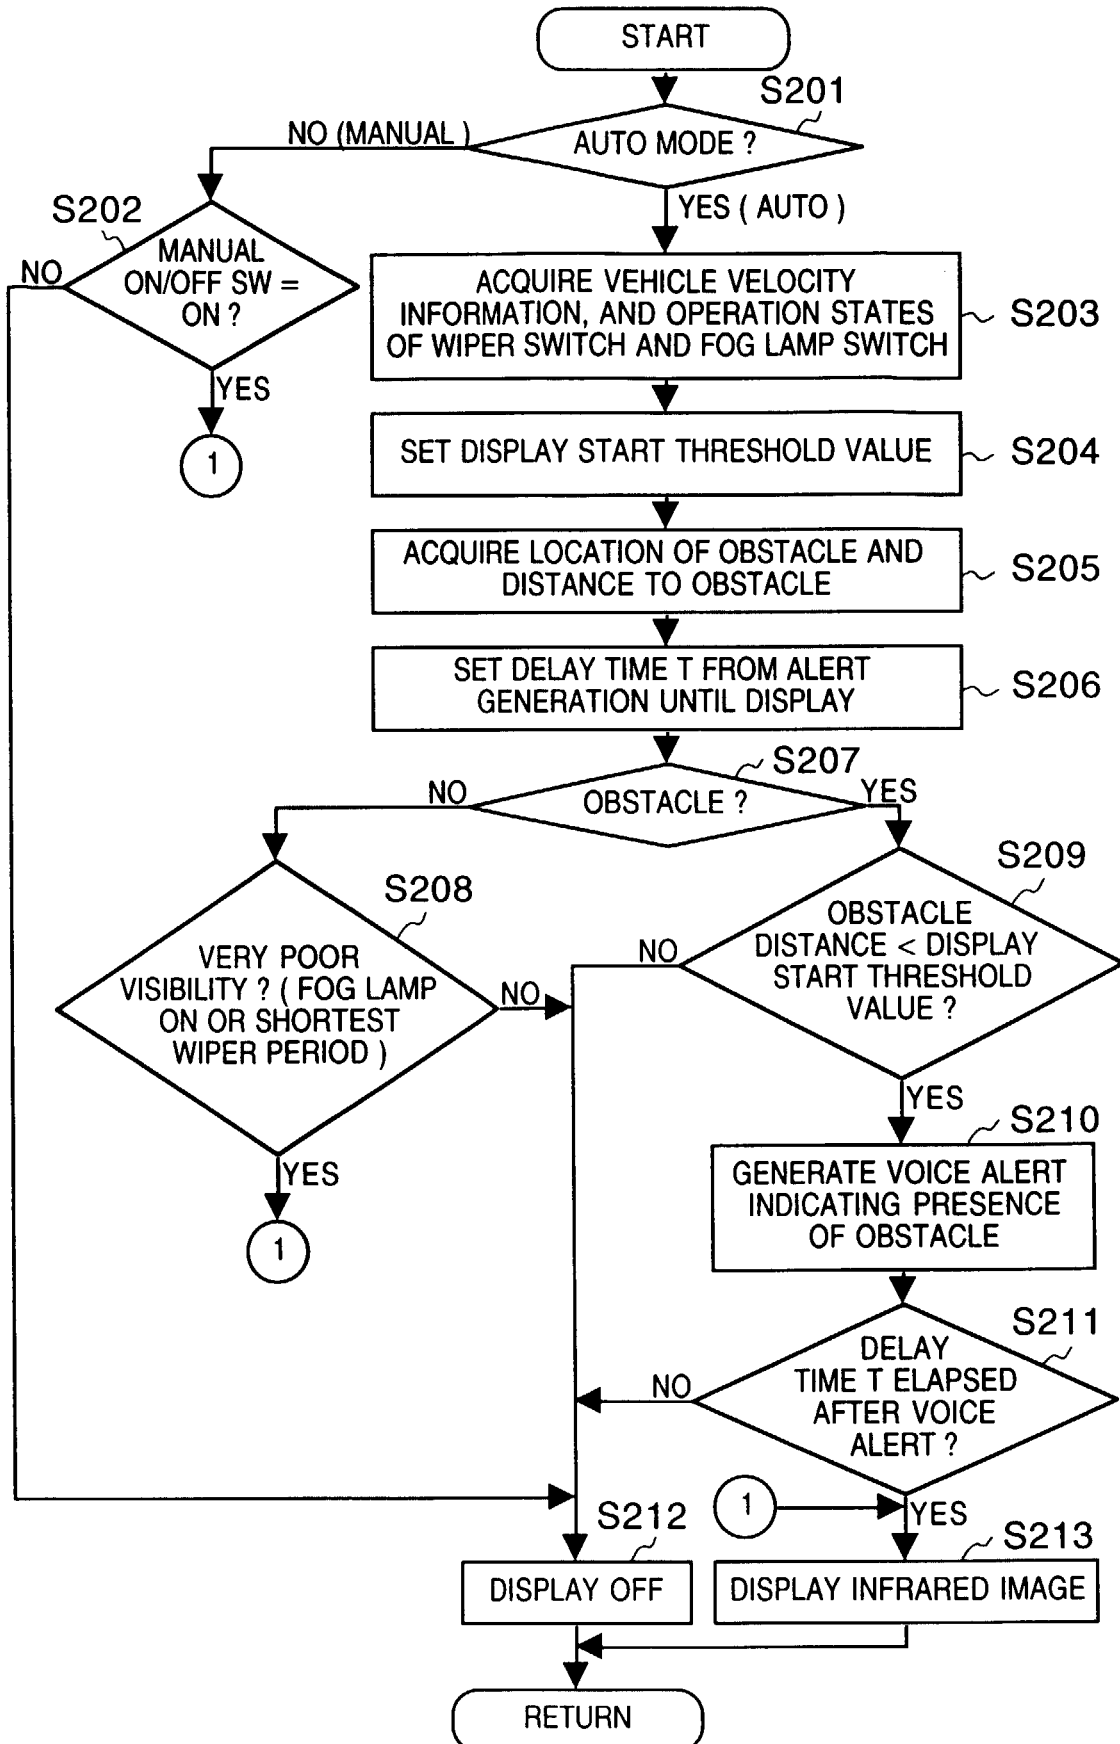 START
S201
NO (MANUAL )
AUTO MODE ?
YES ( AUTO )
S202
MANUAL
ON/OFF SW =
ON ?
NO
YES
1
ACQUIRE VEHICLE VELOCITY
INFORMATION, AND OPERATION STATES
OF WIPER SWITCH AND FOG LAMP SWITCH
S203
SET DISPLAY START THRESHOLD VALUE
S204
ACQUIRE LOCATION OF OBSTACLE AND
DISTANCE TO OBSTACLE
S205
SET DELAY TIME T FROM ALERT
GENERATION UNTIL DISPLAY
S206
S207
NO
OBSTACLE ?
YES
S208
VERY POOR
VISIBILITY ? ( FOG LAMP
ON OR SHORTEST
WIPER PERIOD )
NO
YES
1
S209
OBSTACLE
DISTANCE < DISPLAY
START THRESHOLD
VALUE ?
NO
YES
S210
GENERATE VOICE ALERT
INDICATING PRESENCE
OF OBSTACLE
S211
DELAY
TIME T ELAPSED
AFTER VOICE
ALERT ?
NO
1
YES
S212
DISPLAY OFF
S213
DISPLAY INFRARED IMAGE
RETURN